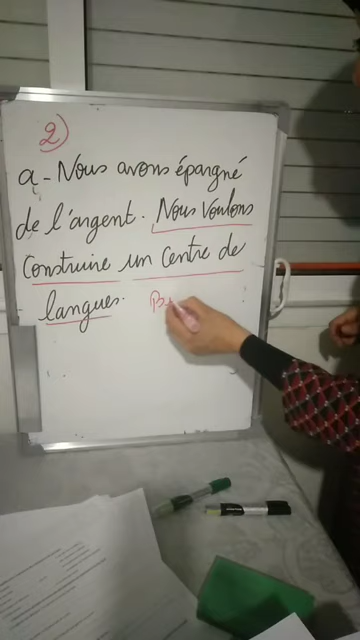 2)
a - Nous avons épargné
de l'argent. Nous voulons
construire un centre de
langues.